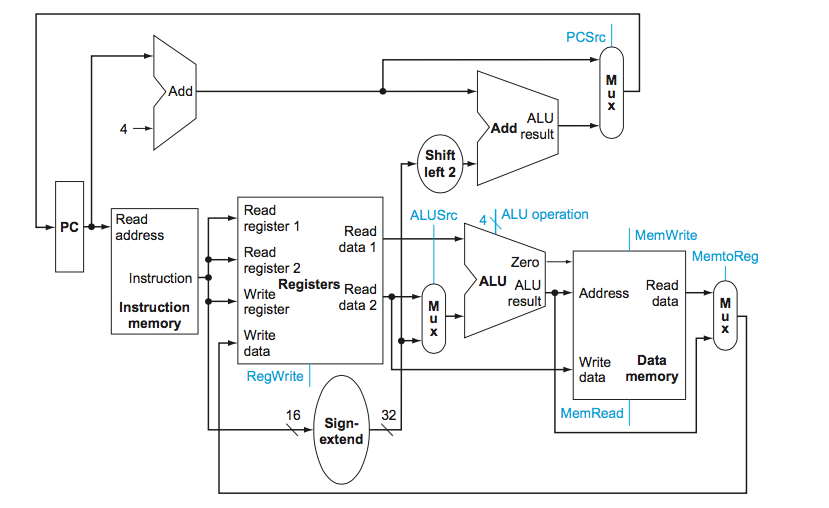 PCSrc
M
u
x
Add
4
Add
ALU
result
Shift
left 2
PC
Read
address
Instruction
Instruction
memory
Read
register 1
Read
register 2
Write
register
Write
data
Registers
Read
data 1
Read
data 2
RegWrite
16
Sign-
extend
32
ALUSrc
M
u
x
4
ALU operation
Zero
ALU
ALU
result
MemWrite
Address
Read
data
Write
data
Data
memory
MemRead
MemtoReg
M
u
x